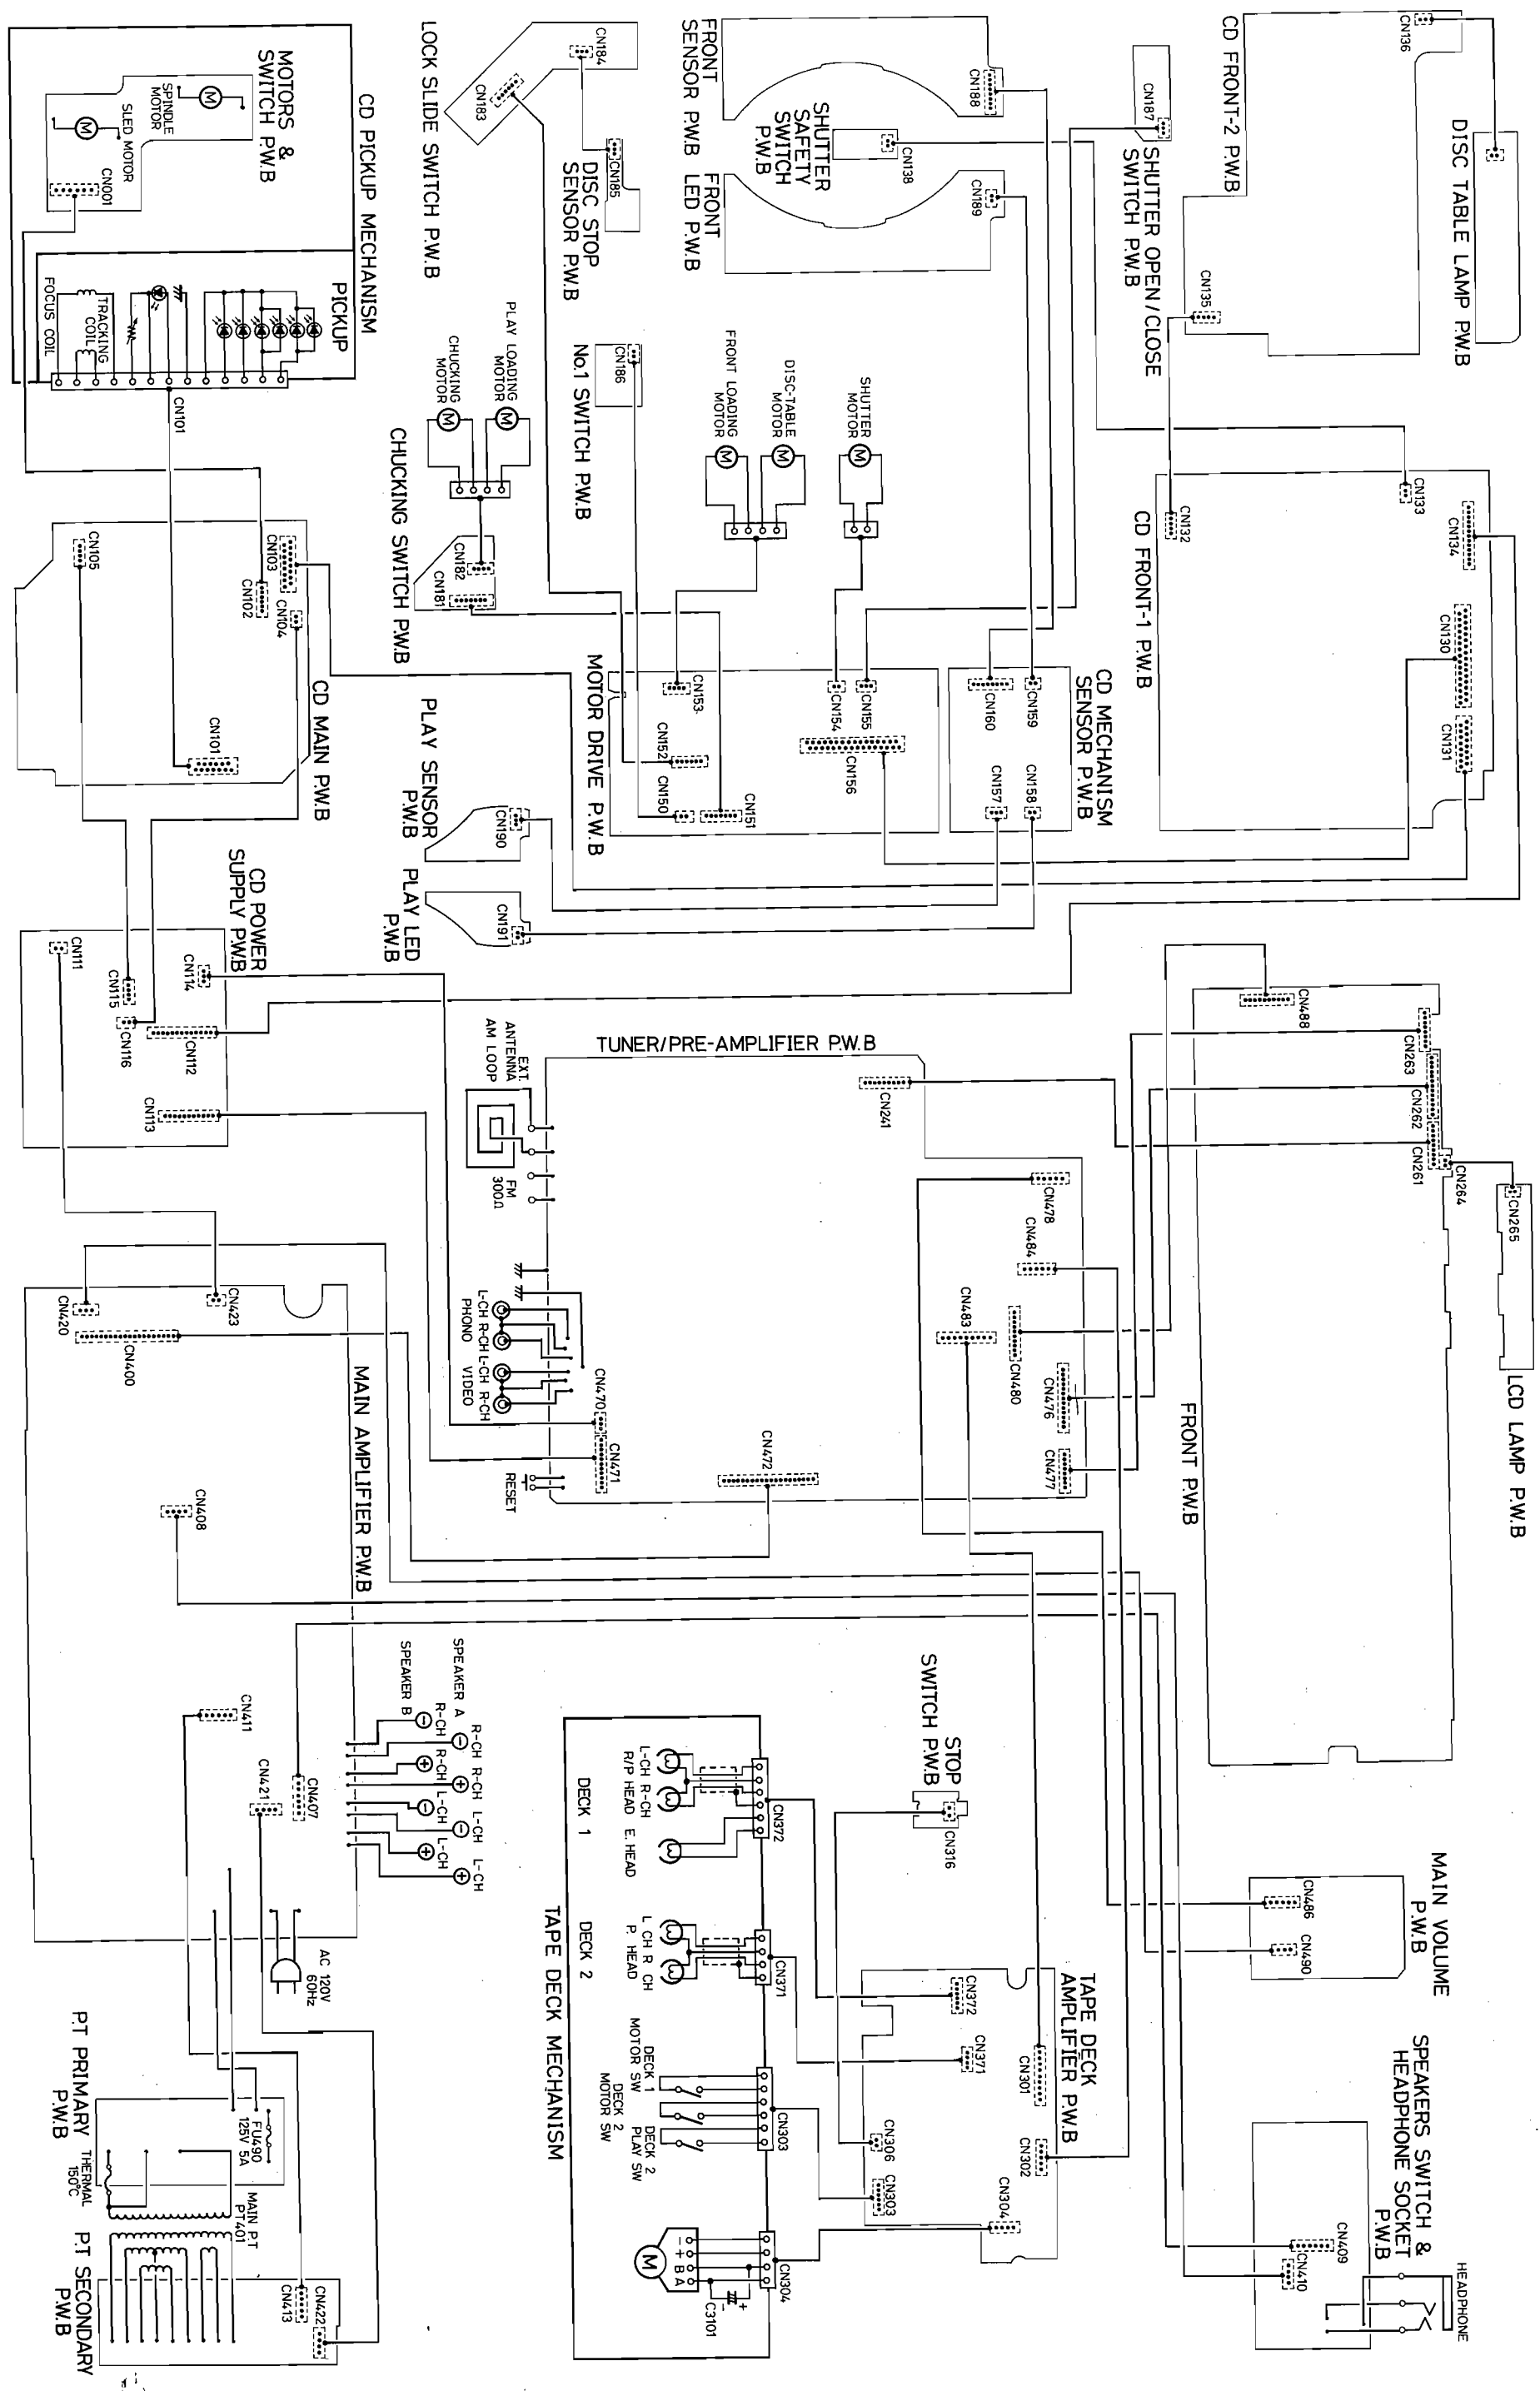 DISC TABLE LAMP P.W.B
CN136
CD FRONT-2 P.W.B
CN135
CN187
SHUTTER OPEN/CLOSE
SWITCH P.W.B
FRONT
SENSOR P.W.B
CN188
SHUTTER
SAFETY
SWITCH
P.W.B
CN138
FRONT
LED P.W.B
CN189
LOCK SLIDE SWITCH P.W.B
CN184
CN183
CN185
DISC STOP
SENSOR P.W.B
CD PICKUP MECHANISM
MOTORS &
SWITCH P.W.B
M
SPINDLE
MOTOR
M
SLED MOTOR
CN001
PICKUP
TRACKING
COIL
FOCUS COIL
CN101
PLAY LOADING
MOTOR
M
CHUCKING
MOTOR
M
CHUCKING SWITCH P.W.B
CN182
CN181
CN186
No.1 SWITCH P.W.B
SHUTTER
MOTOR
M
DISC-TABLE
MOTOR
M
FRONT LOADING
MOTOR
M
CN133
CN134
CN132
CD FRONT-1 P.W.B
CN130
CN131
CN105
CN103
CN102
CN104
CN101
CD MAIN P.W.B
MOTOR DRIVE P.W.B
CN153
CN154
CN155
CN152
CN156
CN150
CN151
CD MECHANISM
SENSOR P.W.B
CN160
CN159
CN157
CN158
PLAY SENSOR
P.W.B
CN190
PLAY LED
P.W.B
CN191
CD POWER
SUPPLY P.W.B
CN111
CN114
CN115
CN116
CN112
CN113
TUNER/PRE-AMPLIFIER P.W.B
EXT.
ANTENNA
AM LOOP
FM
300Ω
CN241
CN478
CN484
CN483
CN480
CN476
CN477
CN472
CN470
CN471
L-CH R-CH
PHONO
L-CH R-CH
VIDEO
RESET
CN488
CN263
CN262
CN261
CN264
CN265
LCD LAMP P.W.B
FRONT P.W.B
MAIN AMPLIFIER P.W.B
CN420
CN423
CN400
CN408
CN411
CN421
CN407
SPEAKER A
R-CH R-CH L-CH L-CH
SPEAKER B
R-CH R-CH L-CH L-CH
AC 120V
60Hz
STOP
SWITCH P.W.B
CN316
TAPE DECK MECHANISM
DECK 1
L-CH R-CH
R/P HEAD
E. HEAD
CN372
DECK 2
L CH R CH
P. HEAD
CN371
DECK 1
MOTOR SW
DECK 2
MOTOR SW
DECK 2
PLAY SW
CN303
M
- + B A
C3101
- +
CN304
TAPE DECK
AMPLIFIER P.W.B
CN372
CN371
CN301
CN306
CN302
CN303
CN304
MAIN VOLUME
P.W.B
CN486
CN490
SPEAKERS SWITCH &
HEADPHONE SOCKET
P.W.B
CN409
CN410
HEADPHONE
P.T PRIMARY
P.W.B
FU490
125V 5A
THERMAL
150°C
MAIN P.T
PT401
P.T SECONDARY
P.W.B
CN413
CN422